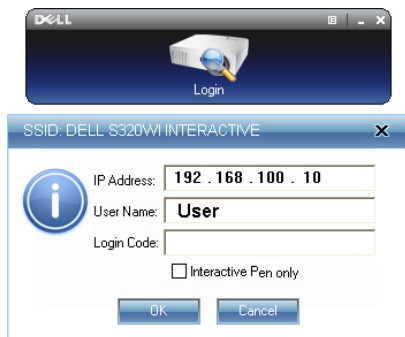 DELL
Login
SSID: DELL S320WI INTERACTIVE
IP Address: 192 . 168 . 100 . 10
User Name: User
Login Code:
Interactive Pen only
OK Cancel